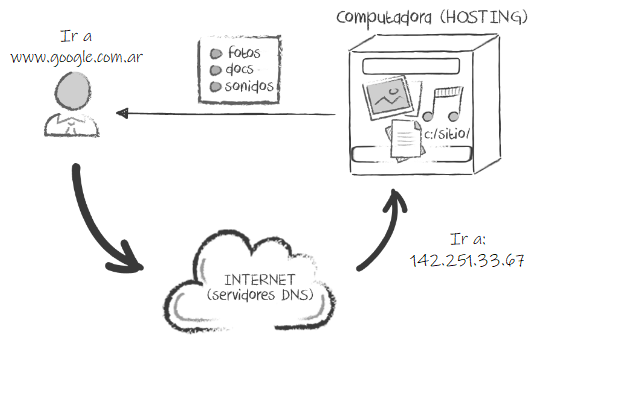 Computadora (HOSTING)
Ir a
www.google.com.ar
fotos
docs
sonidos
c:/sitio/
Ir a:
142.251.33.67
INTERNET
(servidores DNS)